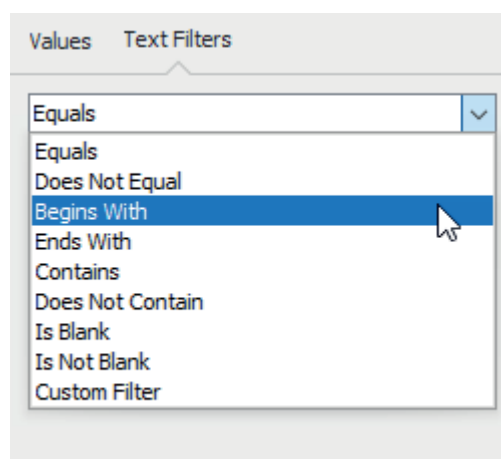 Values Text Filters
Equals
Equals
Does Not Equal
Begins With
Ends With
Contains
Does Not Contain
Is Blank
Is Not Blank
Custom Filter